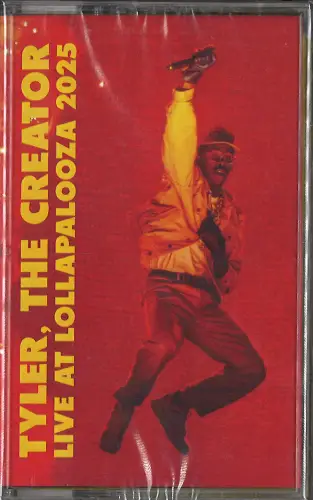 TYLER, THE CREATOR
LIVE AT LOLLAPALOOZA 2025